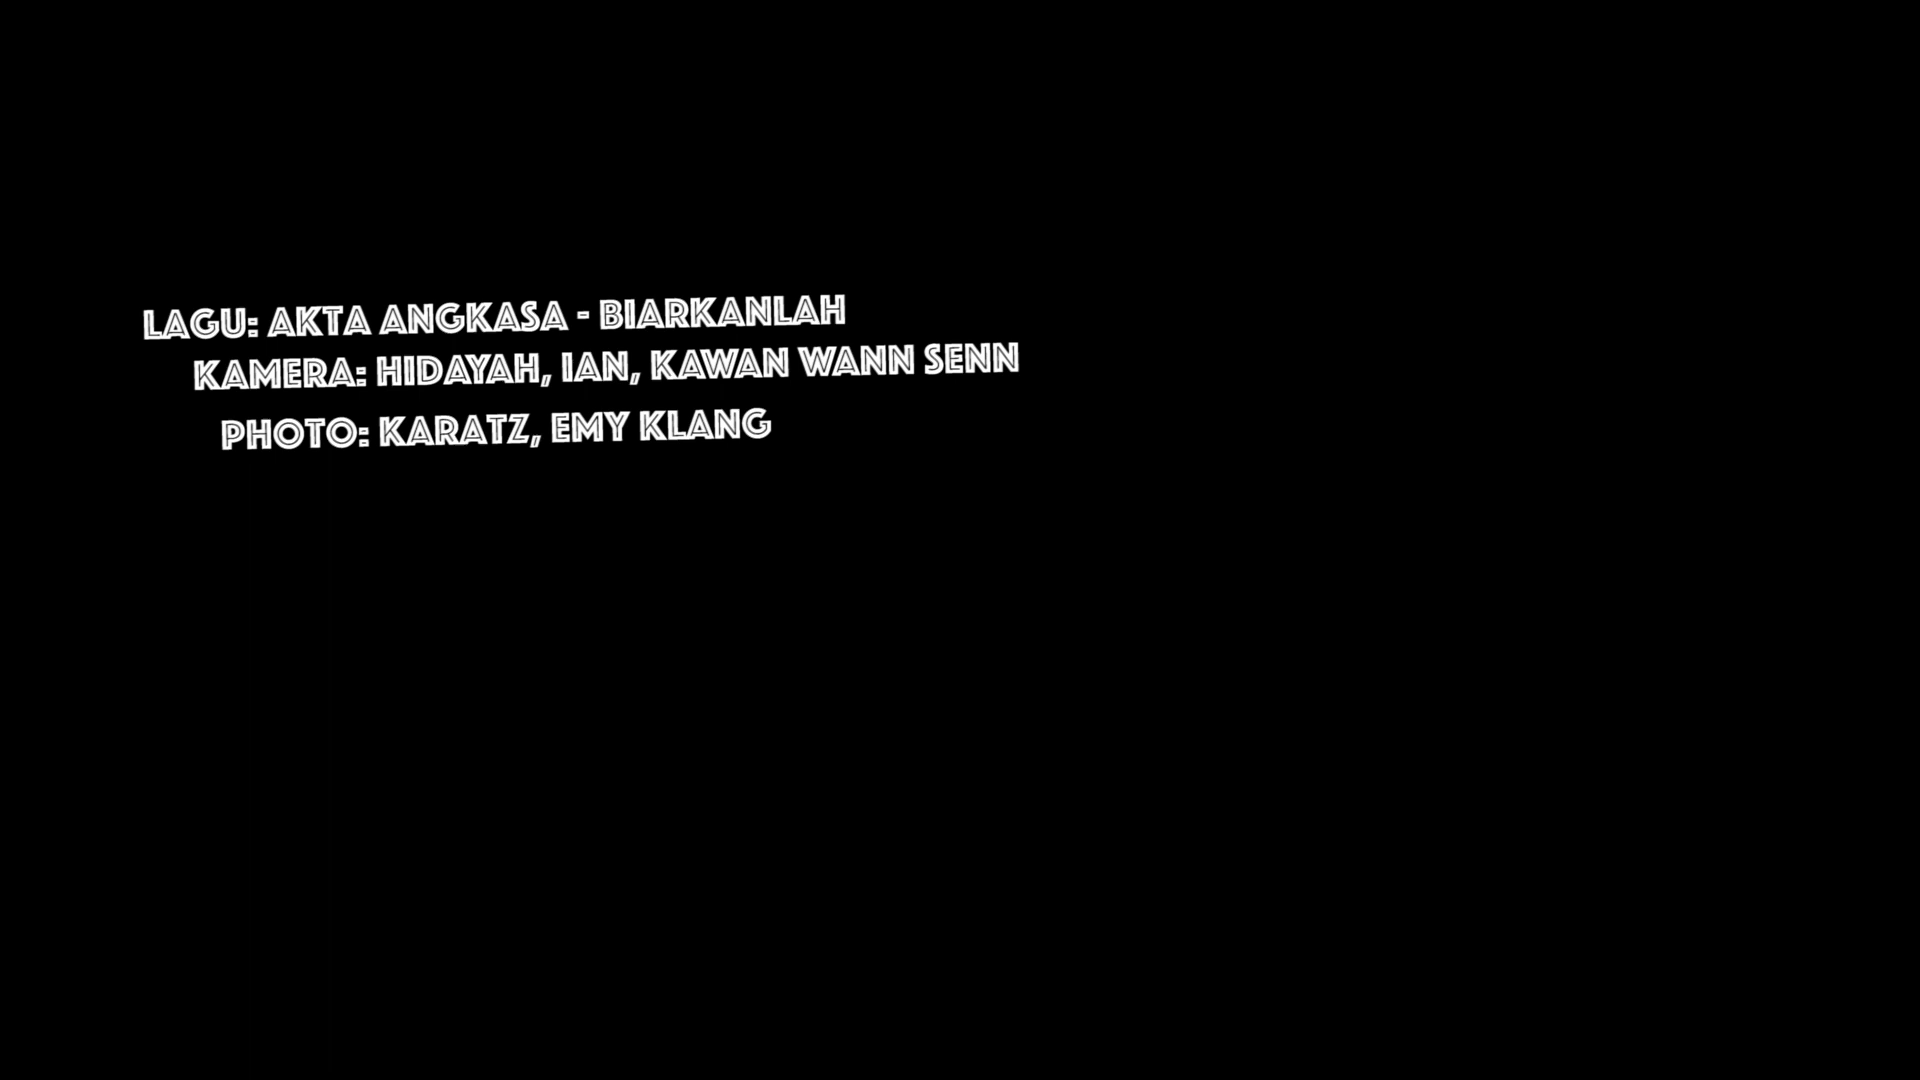 LAGU: AKTA ANGKASA - BIARKANLAH
KAMERA: HIDAYAH, IAN, KAWAN WANN SENN
PHOTO: KARATZ, EMY KLANG